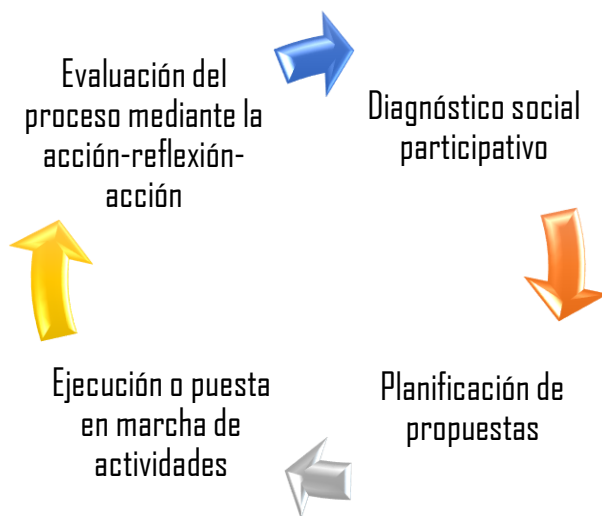 Evaluación del
proceso mediante la
acción-reflexión-
acción
Diagnóstico social
participativo
Planificación de
propuestas
Ejecución o puesta
en marcha de
actividades